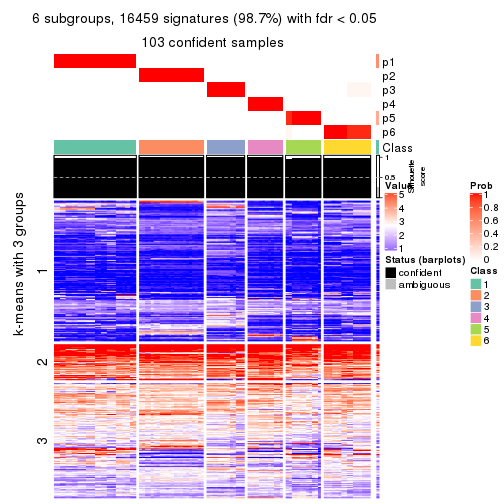 6 subgroups, 16459 signatures (98.7%) with fdr < 0.05
103 confident samples
p1
p2
p3
p4
p5
p6
Class
1
0.5
Silhouette
score
k-means with 3 groups
1
2
3
Value
5
4
3
2
1
Status (barplots)
confident
ambiguous
Prob
1
0.8
0.6
0.4
0.2
0
Class
1
2
3
4
5
6